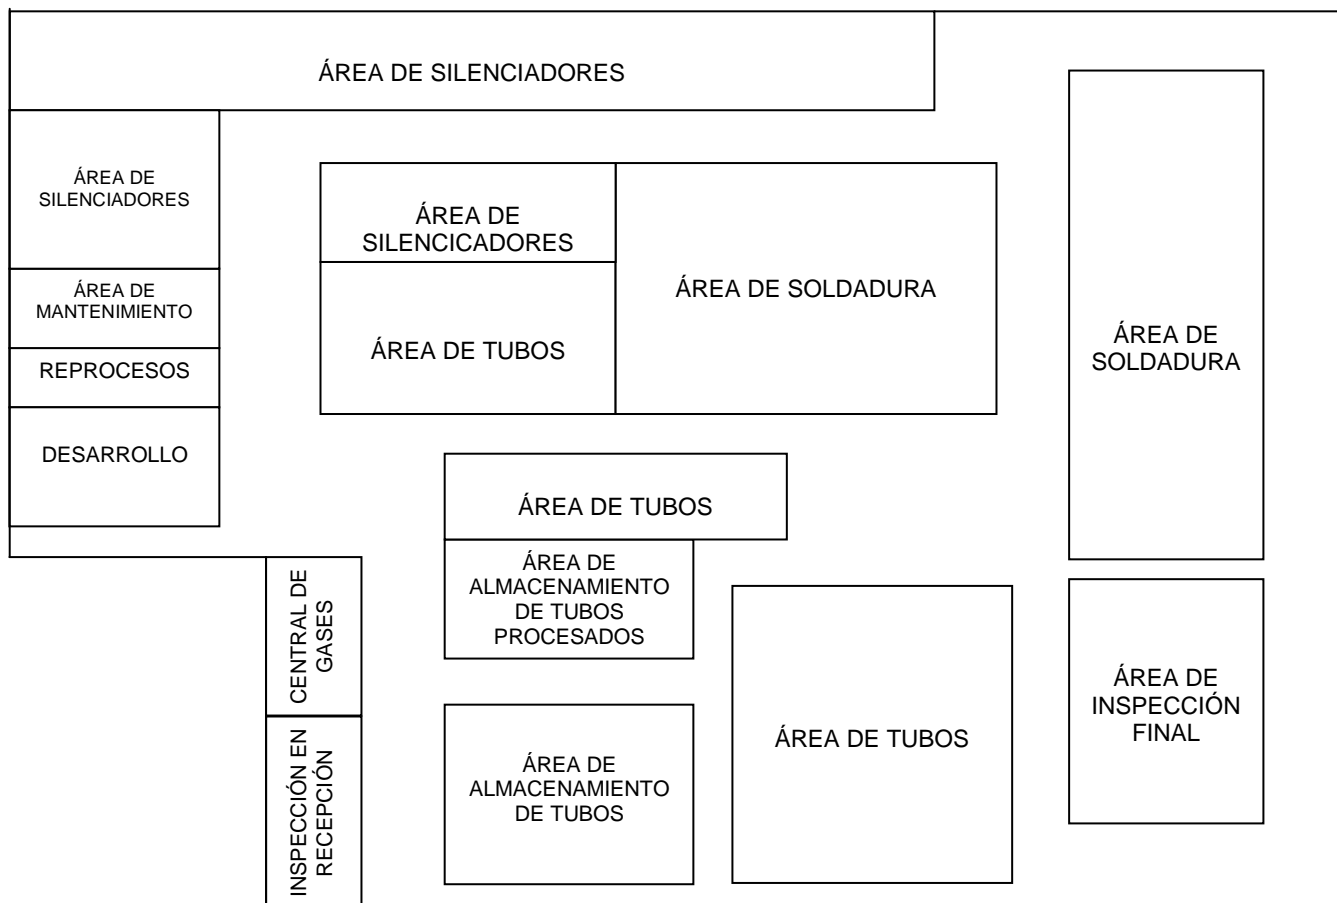 ÁREA DE SILENCIADORES
ÁREA DE
SILENCIADORES
ÁREA DE
SILENCICADORES
ÁREA DE SOLDADURA
ÁREA DE
MANTENIMIENTO
ÁREA DE
SOLDADURA
ÁREA DE TUBOS
REPROCESOS
DESARROLLO
ÁREA DE TUBOS
ÁREA DE
ALMACENAMIENTO
DE TUBOS
PROCESADOS
CENTRAL DE
GASES
ÁREA DE
INSPECCIÓN
FINAL
ÁREA DE TUBOS
ÁREA DE
ALMACENAMIENTO
DE TUBOS
INSPECCIÓN EN
RECEPCIÓN